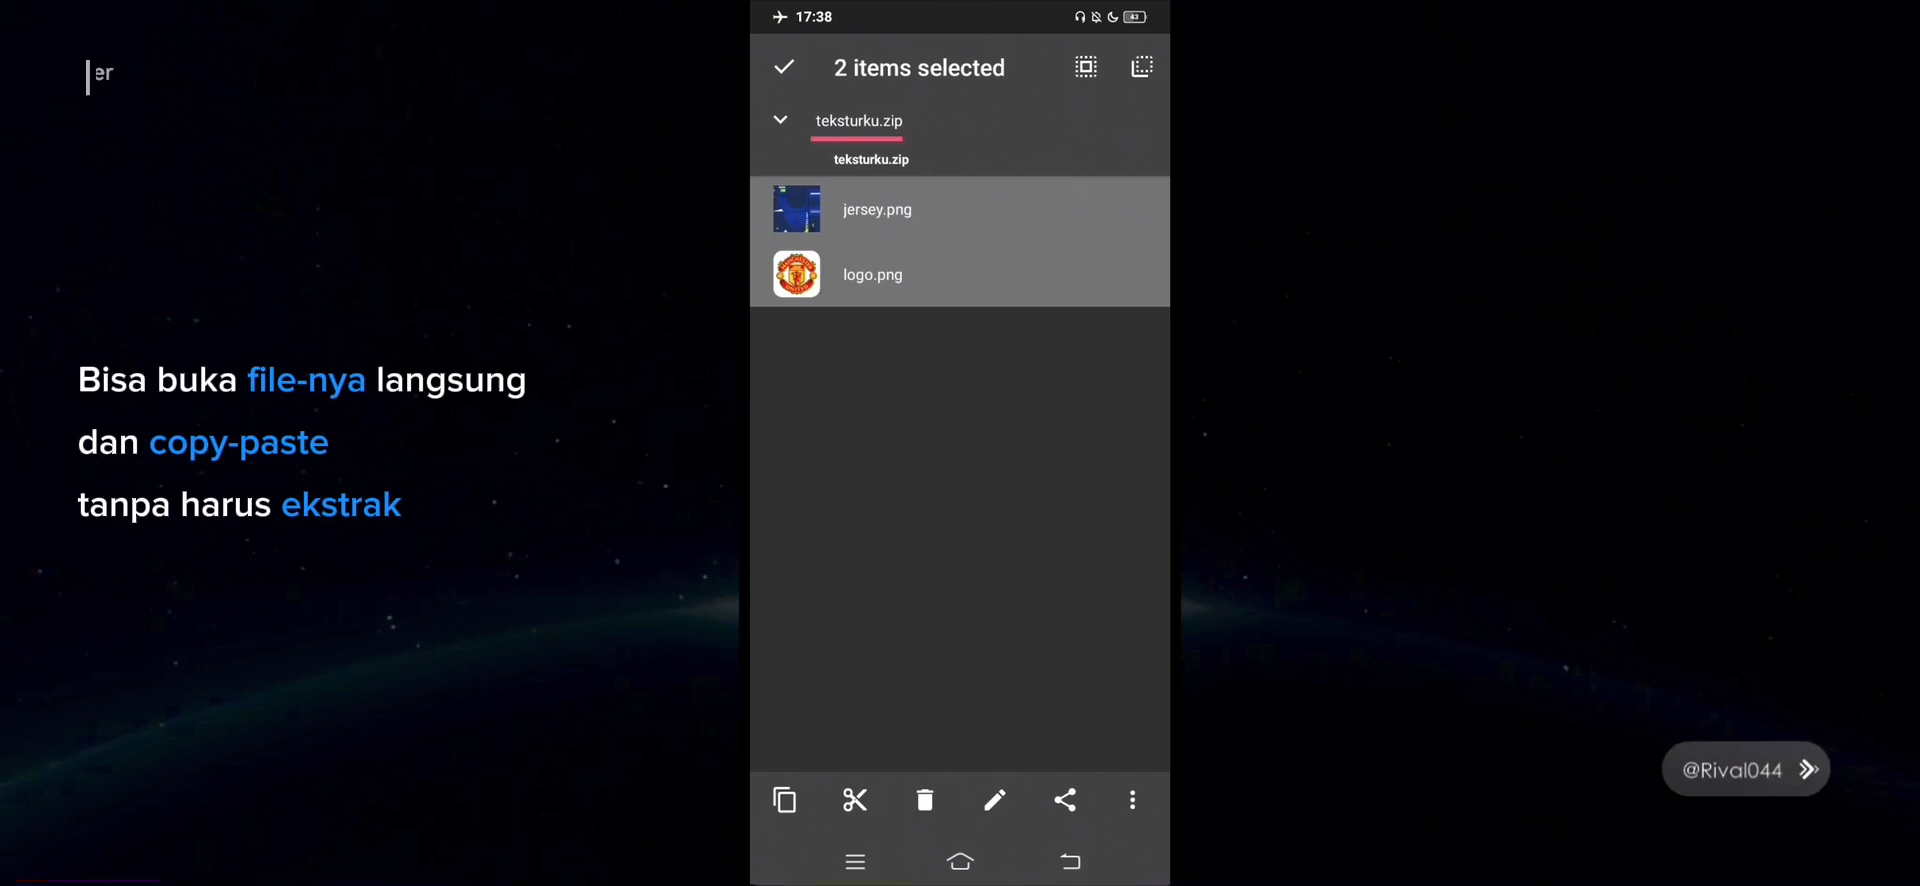 er
17:38
43
2 items selected
teksturku.zip
teksturku.zip
jersey.png
logo.png
Bisa buka file-nya langsung
dan copy-paste
tanpa harus ekstrak
@Rival044